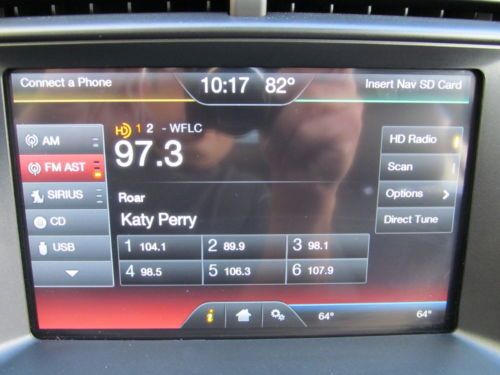 Connect a Phone
10:17 82°
Insert Nav SD Card
AM
FM AST
SIRIUS
CD
USB
HD 1 2 - WFLC
97.3
Roar
Katy Perry
1 104.1
2 89.9
3 98.1
4 98.5
5 106.3
6 107.9
HD Radio
Scan
Options
Direct Tune
i
64°
64°